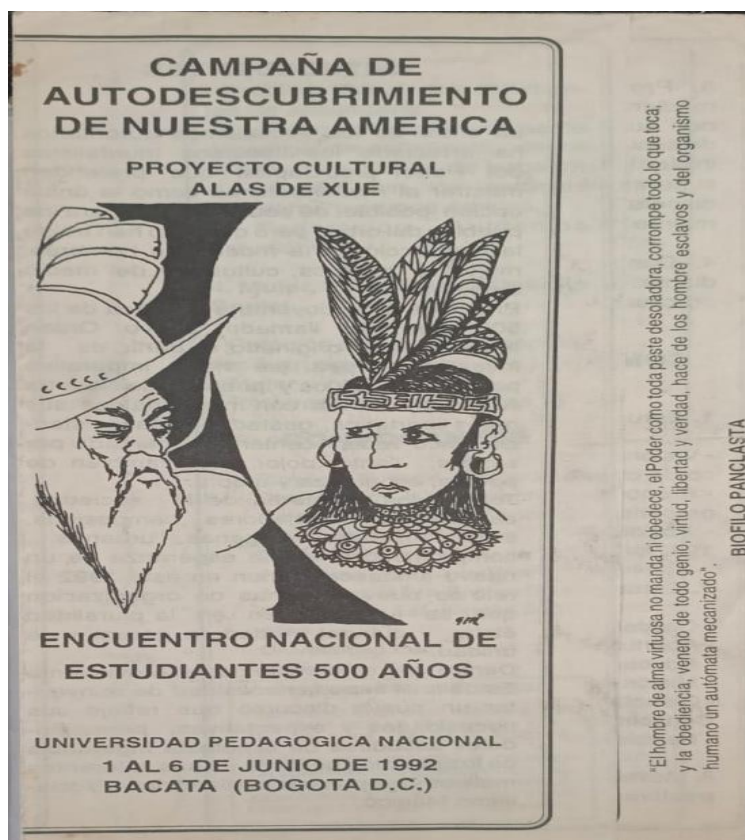 CAMPAÑA DE
AUTODESCUBRIMIENTO
DE NUESTRA AMERICA
PROYECTO CULTURAL
ALAS DE XUE
ENCUENTRO NACIONAL DE
ESTUDIANTES 500 AÑOS
UNIVERSIDAD PEDAGOGICA NACIONAL
1 AL 6 DE JUNIO DE 1992
BACATA (BOGOTA D.C.)
"El hombre de alma virtuosa no manda ni obedece, el Poder como toda peste desoladora, corrompe todo lo que toca;
y la obediencia, veneno de todo genio, virtud, libertad y verdad, hace de los hombre esclavos y del organismo
humano un autómata mecanizado".
BIOFILO PANCLASTA